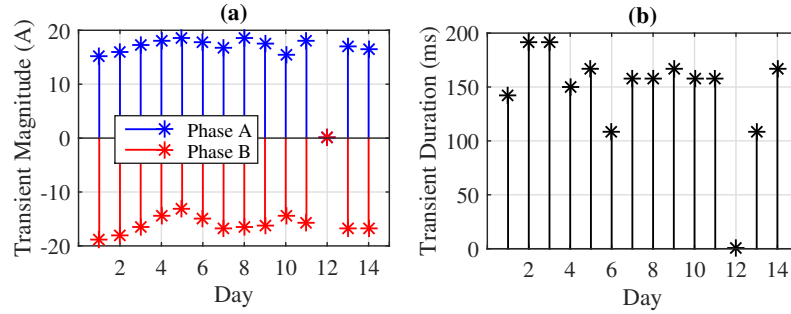 (a)
Transient Magnitude (A)
20
10
0
-10
-20
Phase A
Phase B
2 4 6 8 10 12 14
Day
(b)
Transient Duration (ms)
200
150
100
50
0
2 4 6 8 10 12 14
Day